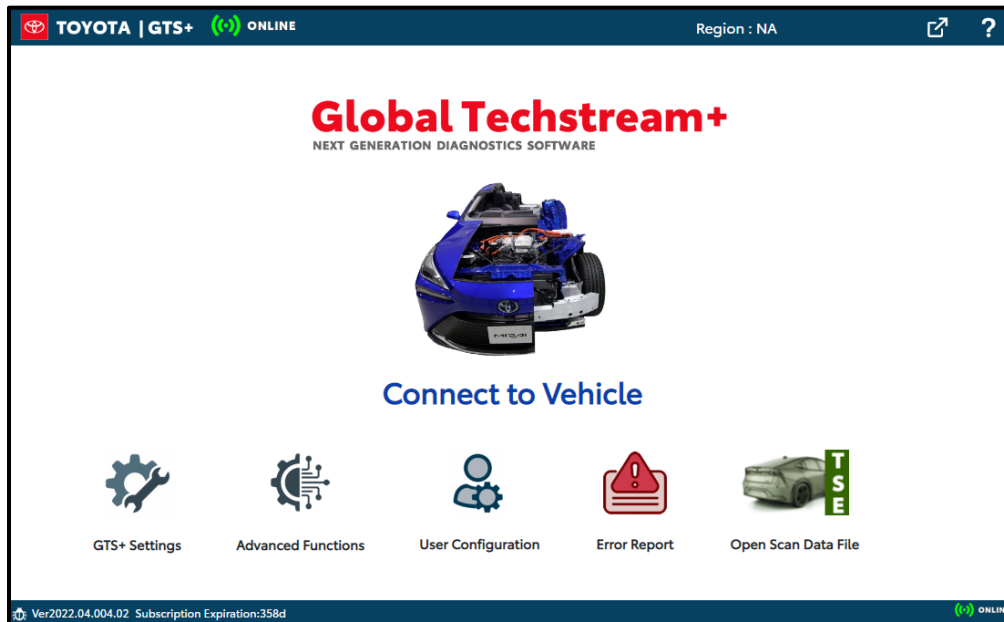 TOYOTA | GTS+ ONLINE Region : NA ?
Global Techstream+
NEXT GENERATION DIAGNOSTICS SOFTWARE
MIRAI
Connect to Vehicle
T
S
E
GTS+ Settings Advanced Functions User Configuration Error Report Open Scan Data File
Ver2022.04.004.02 Subscription Expiration:358d ONLIN